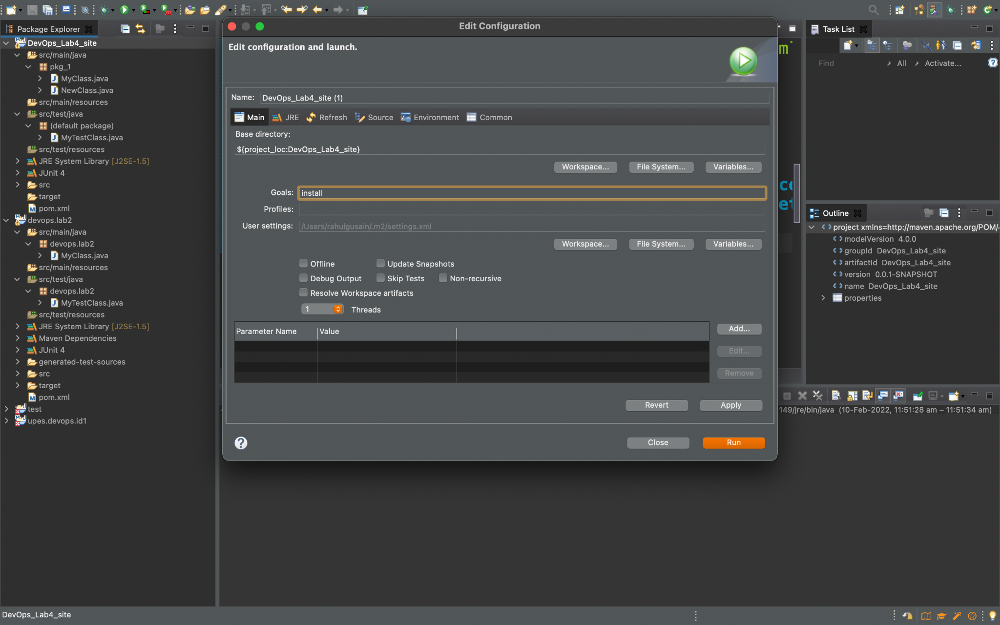 Package Explorer
DevOps_Lab4_site
src/main/java
pkg_1
MyClass.java
NewClass.java
src/main/resources
src/test/java
(default package)
MyTestClass.java
src/test/resources
JRE System Library [J2SE-1.5]
JUnit 4
src
target
pom.xml
devops.lab2
src/main/java
devops.lab2
MyClass.java
src/main/resources
src/test/java
devops.lab2
MyTestClass.java
src/test/resources
JRE System Library [J2SE-1.5]
Maven Dependencies
JUnit 4
generated-test-sources
src
target
pom.xml
test
upes.devops.id1
Edit Configuration
Edit configuration and launch.
Name: DevOps_Lab4_site (1)
Main JRE Refresh Source Environment Common
Base directory:
${project_loc:DevOps_Lab4_site}
Workspace... File System... Variables...
Goals: install
Profiles:
User settings: /Users/rahulgusain/.m2/settings.xml
Workspace... File System... Variables...
Offline Update Snapshots
Debug Output Skip Tests Non-recursive
Resolve Workspace artifacts
1 Threads
Parameter Name Value
Add...
Edit...
Remove
Revert Apply
Close Run
Task List
Find All Activate...
Outline
project xmlns=http://maven.apache.org/POM/
modelVersion 4.0.0
groupId DevOps_Lab4_site
artifactId DevOps_Lab4_site
version 0.0.1-SNAPSHOT
name DevOps_Lab4_site
properties
149/jre/bin/java (10-Feb-2022, 11:51:28 am – 11:51:34 am)
DevOps_Lab4_site